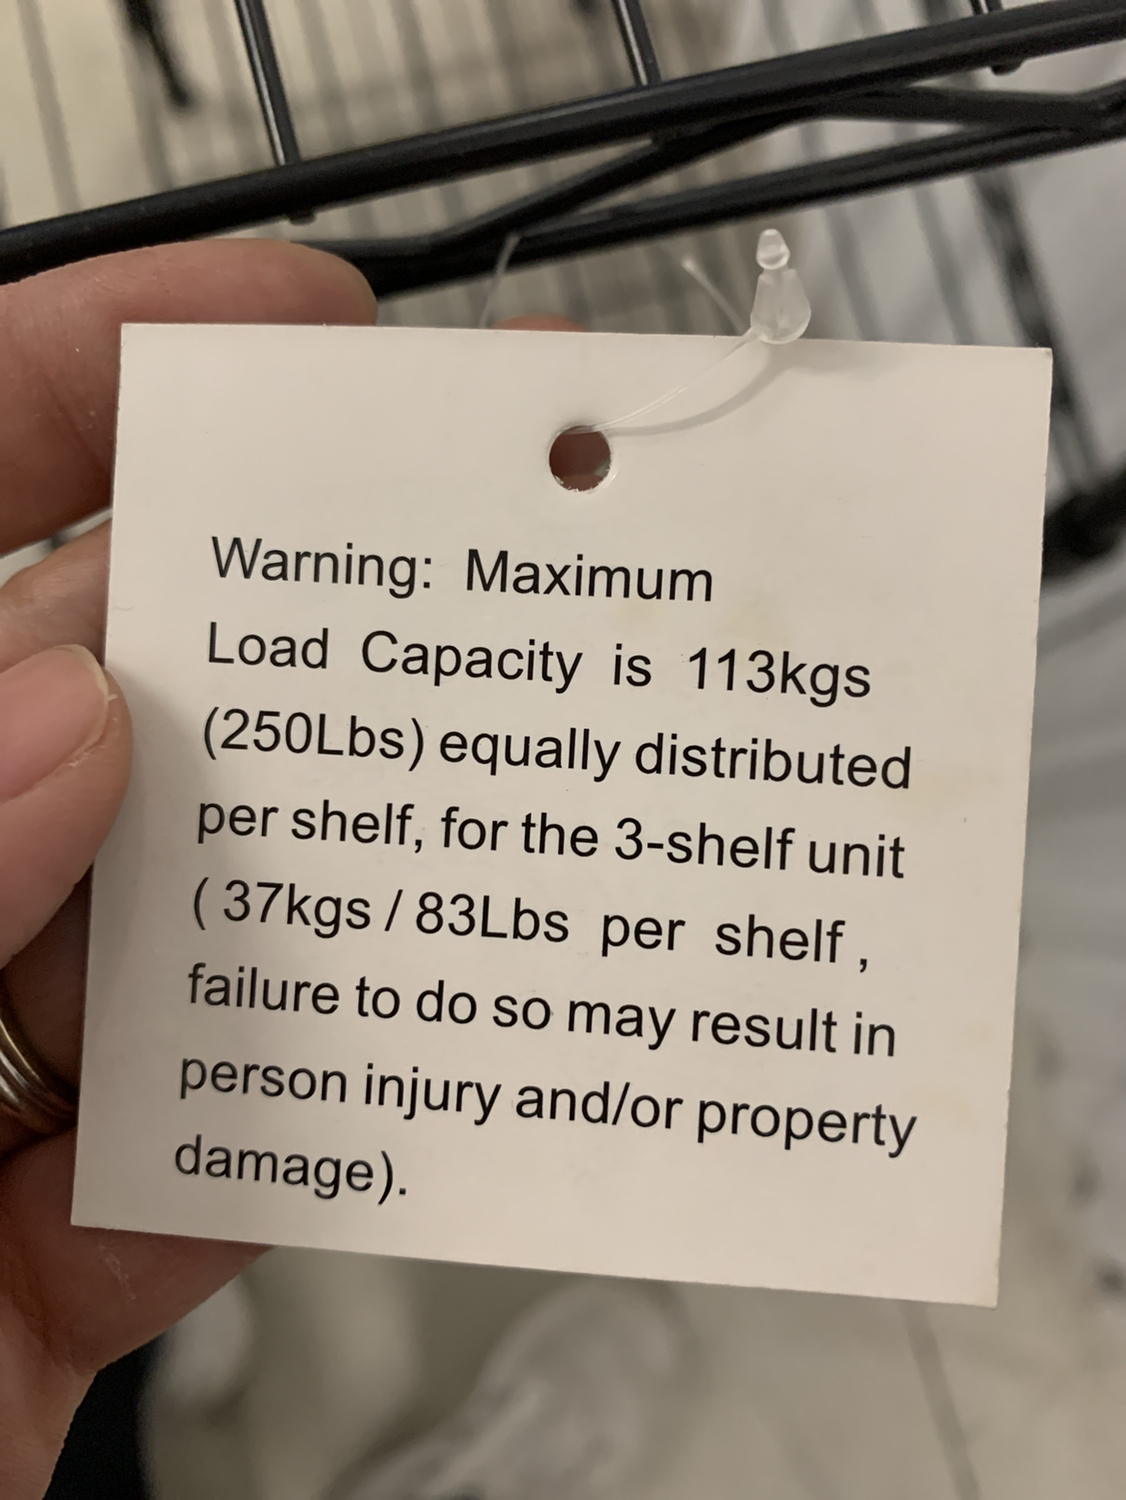 Warning: Maximum
Load Capacity is 113kgs
(250Lbs) equally distributed
per shelf, for the 3-shelf unit
( 37kgs / 83Lbs per shelf ,
failure to do so may result in
person injury and/or property
damage).